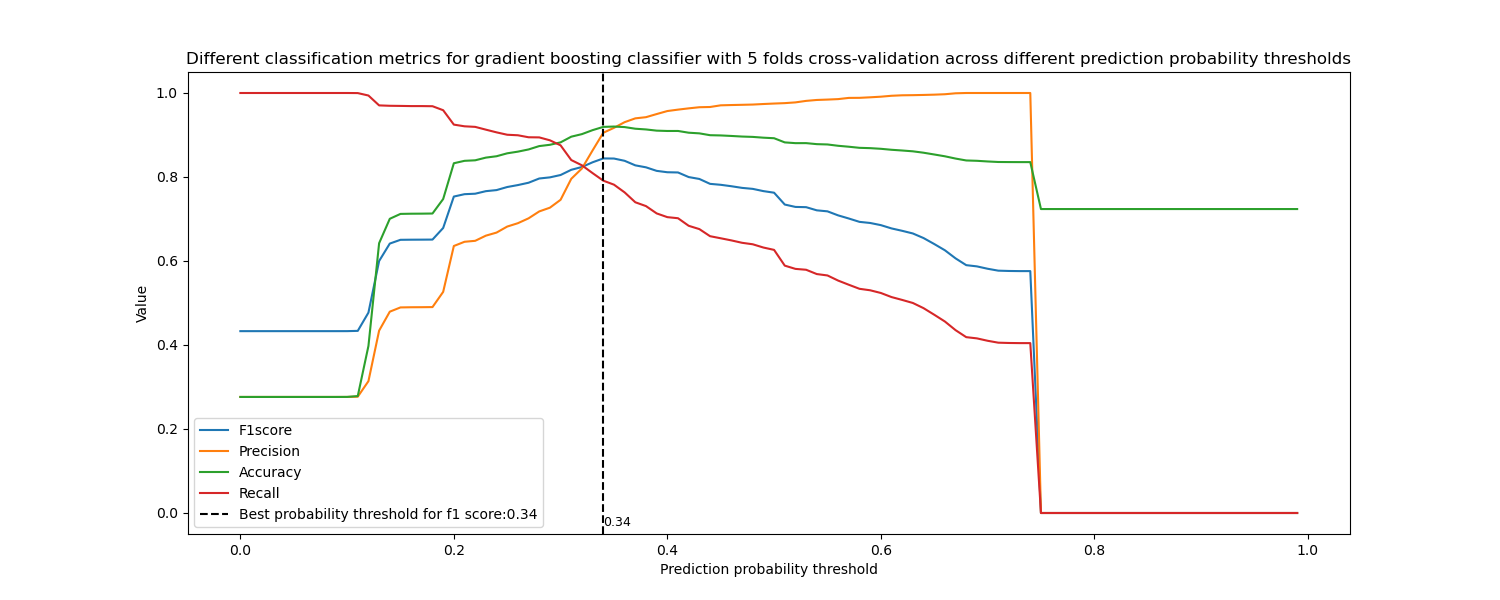 Different classification metrics for gradient boosting classifier with 5 folds cross-validation across different prediction probability thresholds
1.0
0.8
0.6
0.4
0.2
0.0
Value
F1score
Precision
Accuracy
Recall
Best probability threshold for f1 score:0.34
0.34
0.0 0.2 0.4 0.6 0.8 1.0
Prediction probability threshold